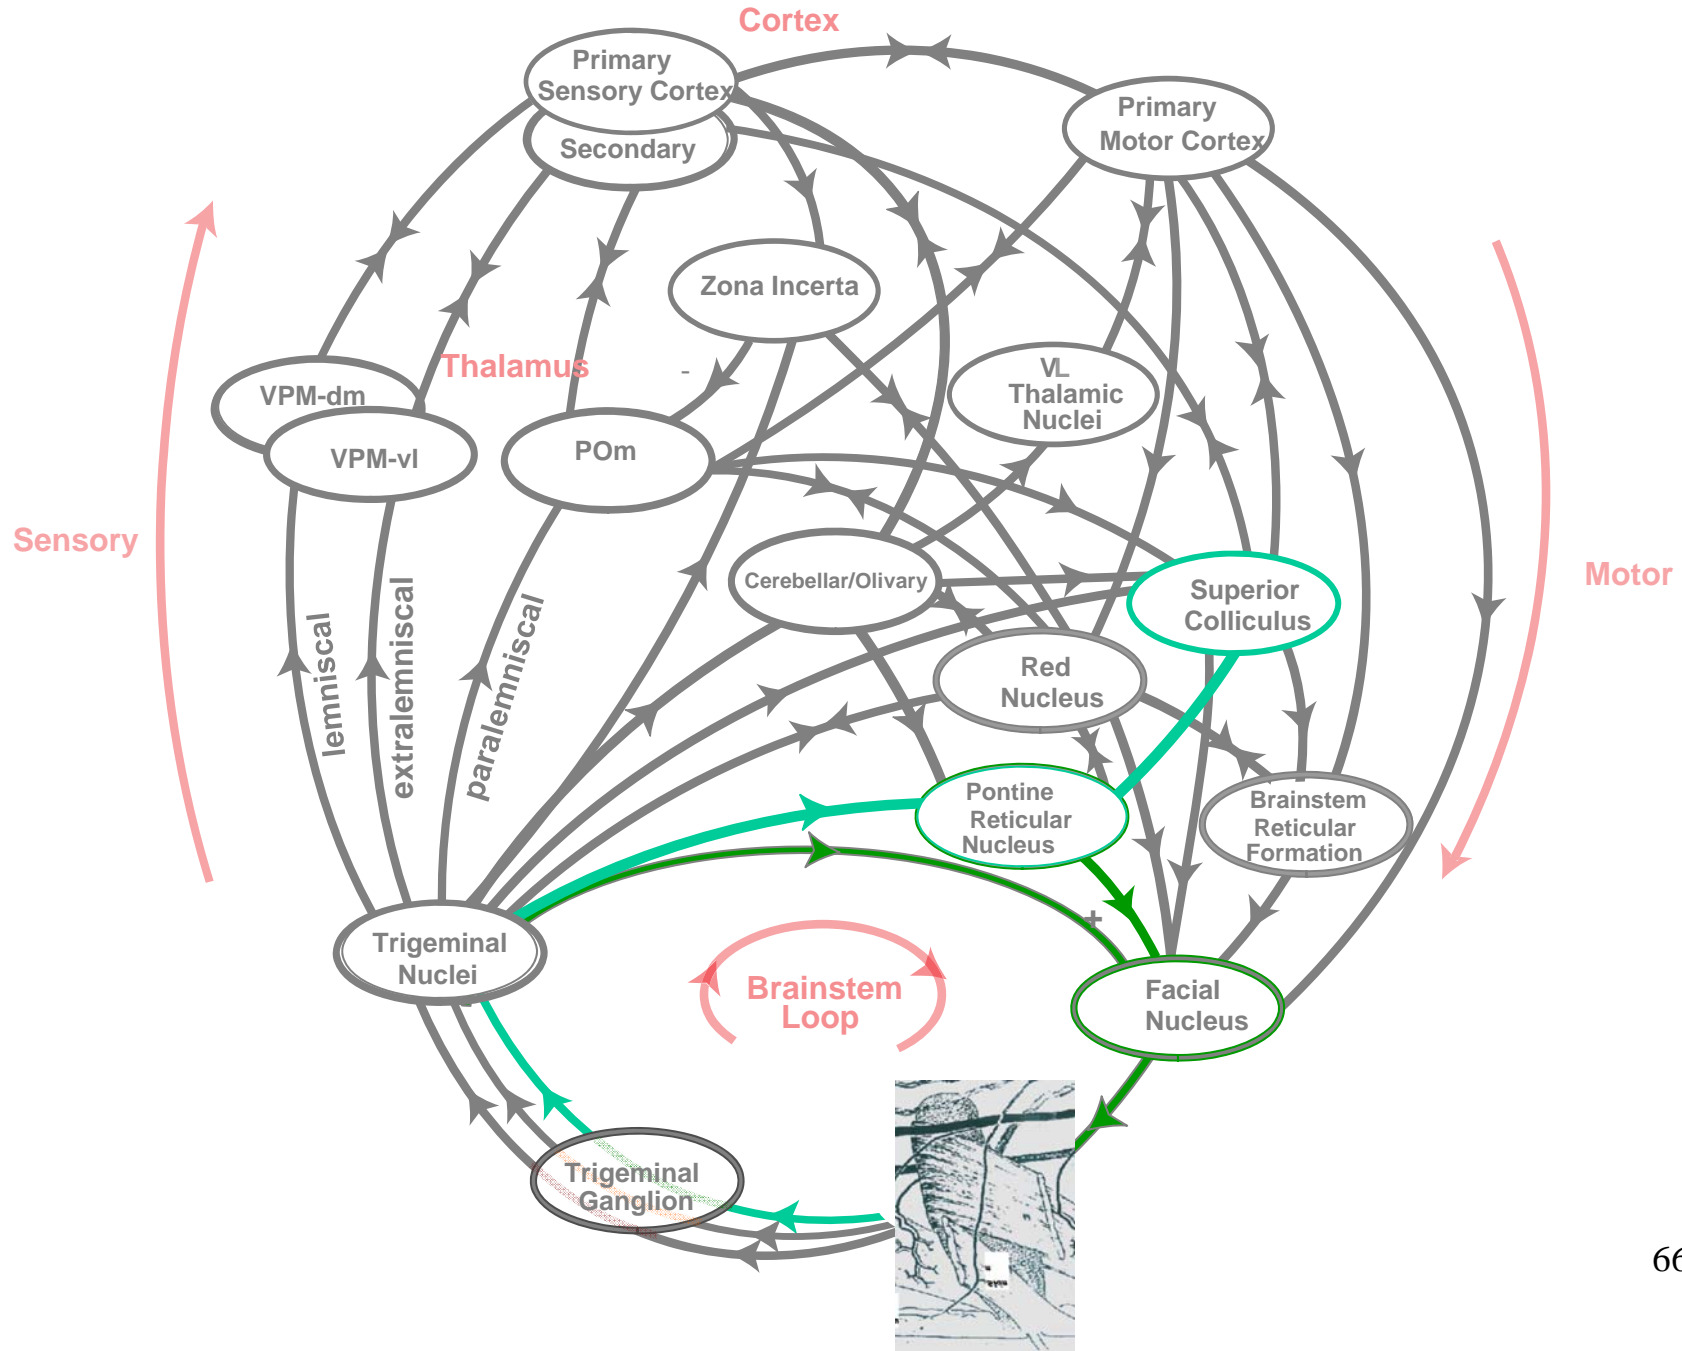 Cortex
Primary
Sensory Cortex
Secondary
Primary
Motor Cortex
Zona Incerta
Thalamus
-
VPM-dm
VPM-vl
POm
VL
Thalamic
Nuclei
Sensory
Motor
Cerebellar/Olivary
Superior
Colliculus
lemniscal
extralemniscal
paralemniscal
Red
Nucleus
Pontine
Reticular
Nucleus
Brainstem
Reticular
Formation
+
Trigeminal
Nuclei
Brainstem
Loop
Facial
Nucleus
Trigeminal
Ganglion
66